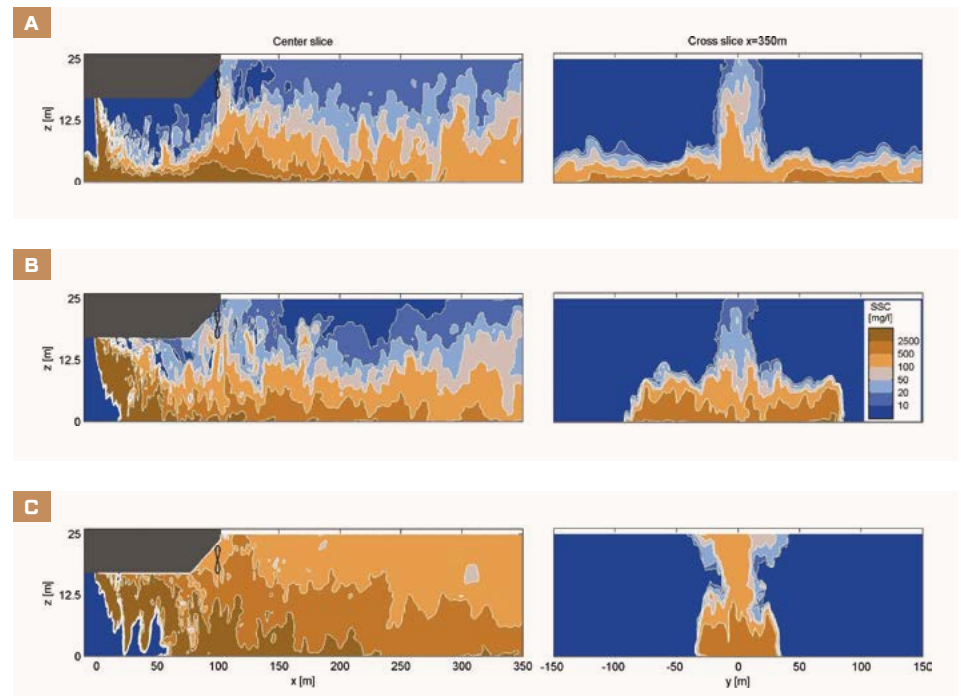 A
Center slice
Cross slice x=350m
25
12.5
0
z [m]
B
25
12.5
0
z [m]
SSC
[mg/l]
2500
500
100
50
20
10
C
25
12.5
0
z [m]
0 50 100 150 200 250 300 350
x [m]
-150 -100 -50 0 50 100 150
y [m]